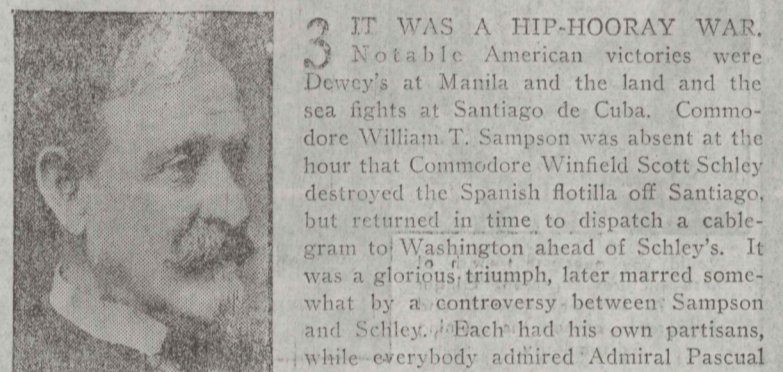 3 IT WAS A HIP-HOORAY WAR.
Notable American victories were
Dewey's at Manila and the land and the
sea fights at Santiago de Cuba. Commo-
dore William T. Sampson was absent at the
hour that Commodore Winfield Scott Schley
destroyed the Spanish flotilla off Santiago,
but returned in time to dispatch a cable-
gram to Washington ahead of Schley's. It
was a glorious triumph, later marred some-
what by a controversy between Sampson
and Schley. Each had his own partisans,
while everybody admired Admiral Pascual